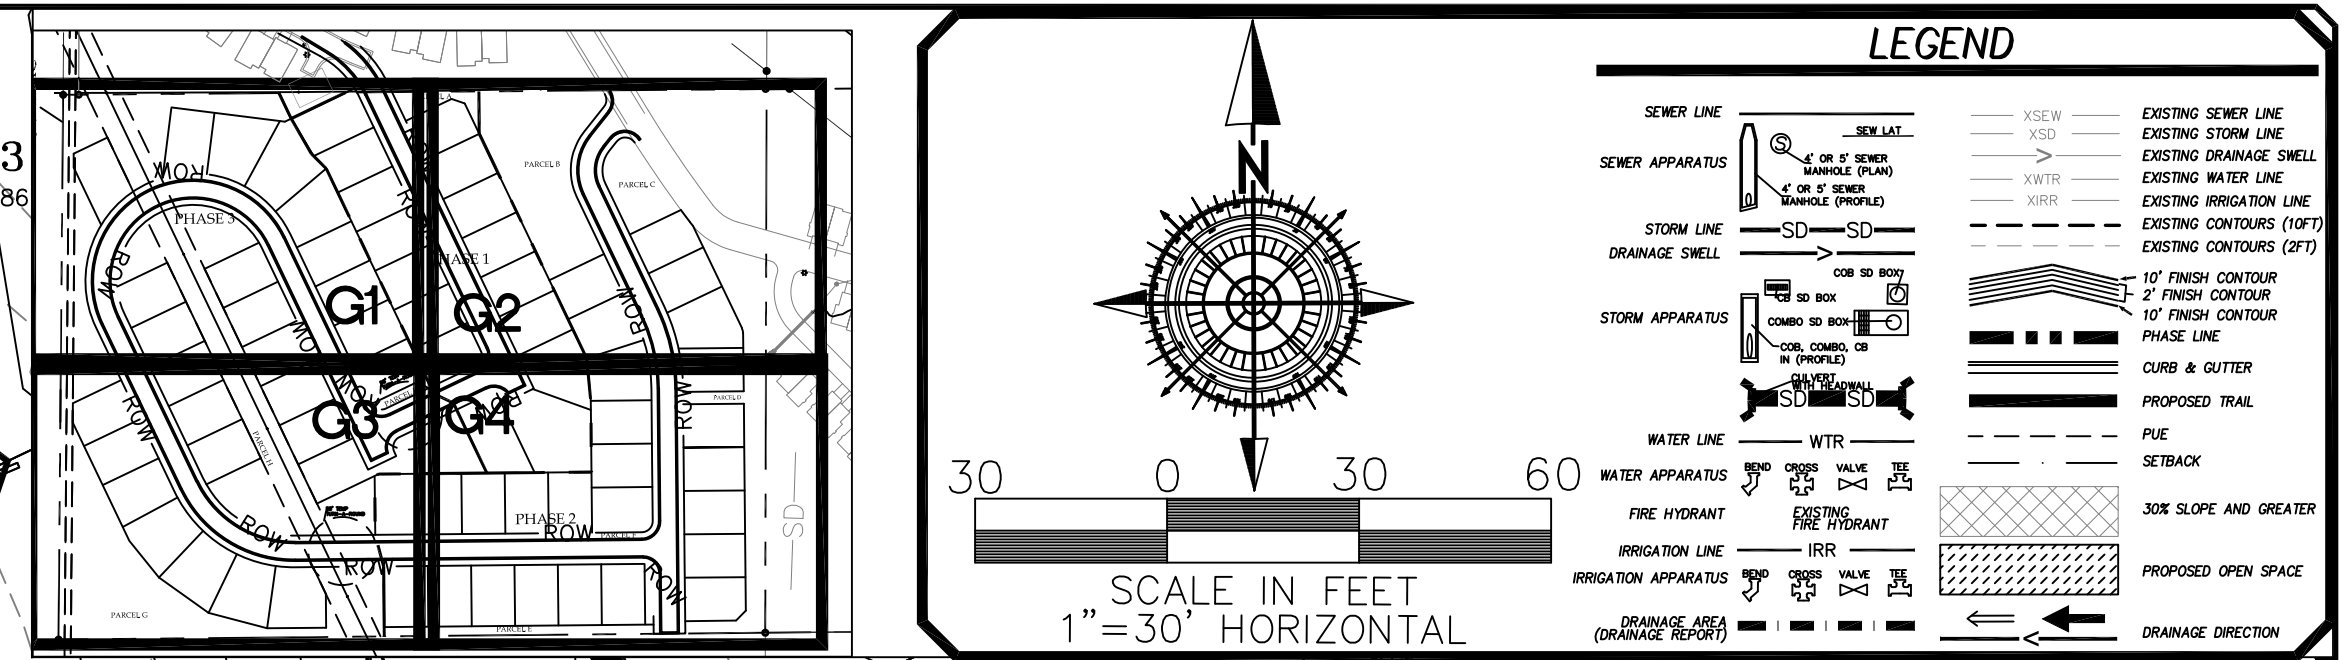 3
86
ROW
PHASE 3
ROW
PARCEL B
PARCEL C
HASE 1
ROW
G1
G2
G3
G4
ROW
ROW
ROW
PARCEL H
PARCEL D
PHASE 2
ROW
ROW
PARCEL F
ROW
ROW
SD
PARCEL G
PARCEL E
N
30 0 30 60
SCALE IN FEET
1"=30' HORIZONTAL
LEGEND
SEWER LINE
SEW LAT
SEWER APPARATUS
S
4' OR 5' SEWER
MANHOLE (PLAN)
4' OR 5' SEWER
MANHOLE (PROFILE)
STORM LINE SD SD
DRAINAGE SWELL >
COB SD BOX
CB SD BOX
STORM APPARATUS
COMBO SD BOX
COB, COMBO, CB
IN (PROFILE)
CULVERT
WITH HEADWALL
SD SD
WATER LINE WTR
WATER APPARATUS BEND CROSS VALVE TEE
FIRE HYDRANT EXISTING
FIRE HYDRANT
IRRIGATION LINE IRR
IRRIGATION APPARATUS BEND CROSS VALVE TEE
DRAINAGE AREA
(DRAINAGE REPORT)
XSEW EXISTING SEWER LINE
XSD EXISTING STORM LINE
> EXISTING DRAINAGE SWELL
XWTR EXISTING WATER LINE
XIRR EXISTING IRRIGATION LINE
EXISTING CONTOURS (10FT)
EXISTING CONTOURS (2FT)
10' FINISH CONTOUR
2' FINISH CONTOUR
10' FINISH CONTOUR
PHASE LINE
CURB & GUTTER
PROPOSED TRAIL
PUE
SETBACK
30% SLOPE AND GREATER
PROPOSED OPEN SPACE
DRAINAGE DIRECTION